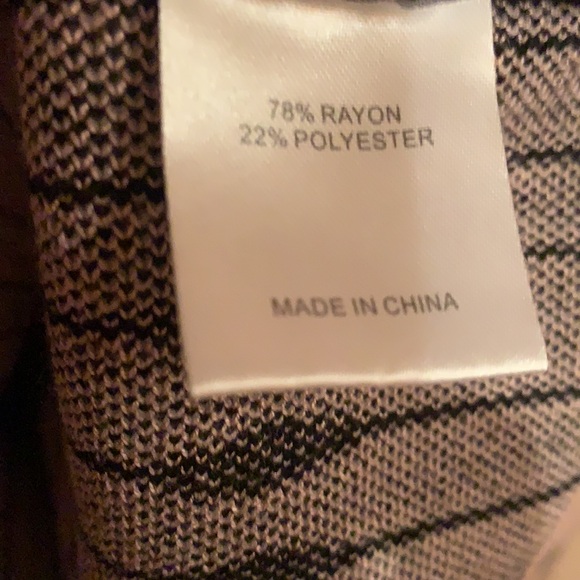 78% RAYON
22% POLYESTER
MADE IN CHINA